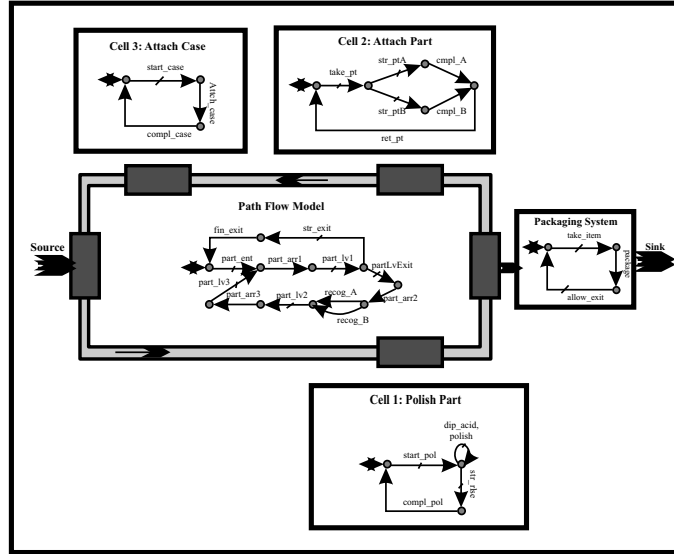 Cell 3: Attach Case
start_case
Attch_case
compl_case
Cell 2: Attach Part
take_pt
str_ptA
cmpl_A
str_ptB
cmpl_B
ret_pt
Path Flow Model
fin_exit
str_exit
part_ent
part_arr1
part_lv1
partLvExit
part_lv3
part_arr3
part_lv2
recog_A
recog_B
part_arr2
Source
Packaging System
take_item
package
allow_exit
Sink
Cell 1: Polish Part
dip_acid,
polish
start_pol
str_rlse
compl_pol